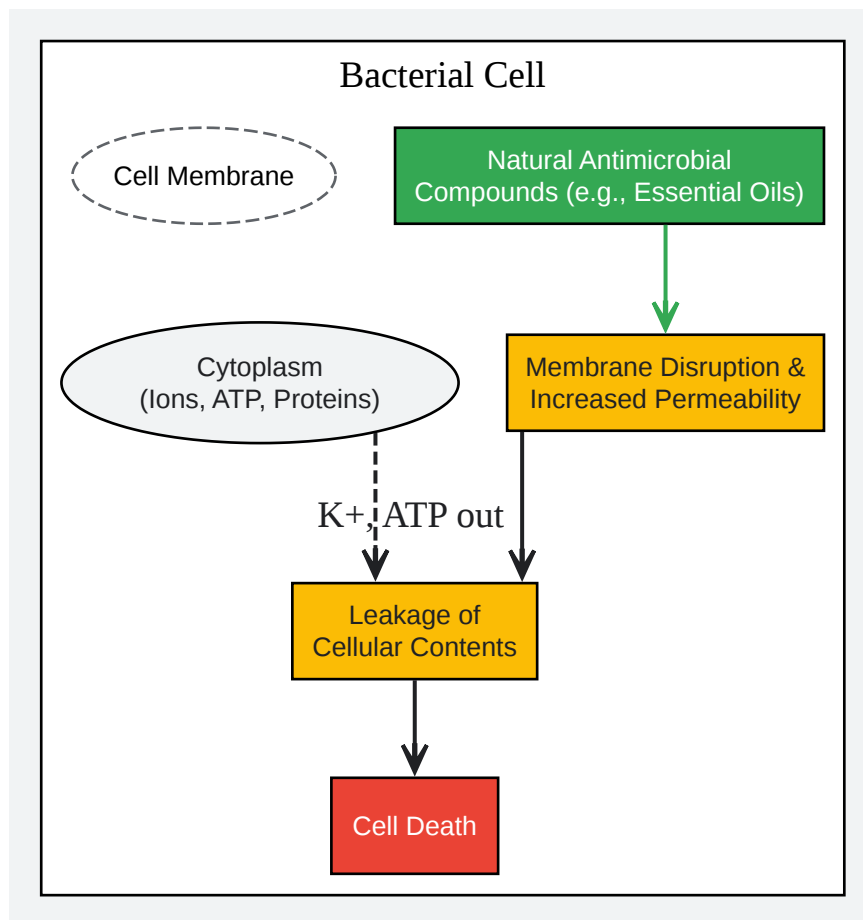 Bacterial Cell
Cell Membrane
Natural Antimicrobial
Compounds (e.g., Essential Oils)
Cytoplasm
(Ions, ATP, Proteins)
Membrane Disruption &
Increased Permeability
K+, ATP out
Leakage of
Cellular Contents
Cell Death